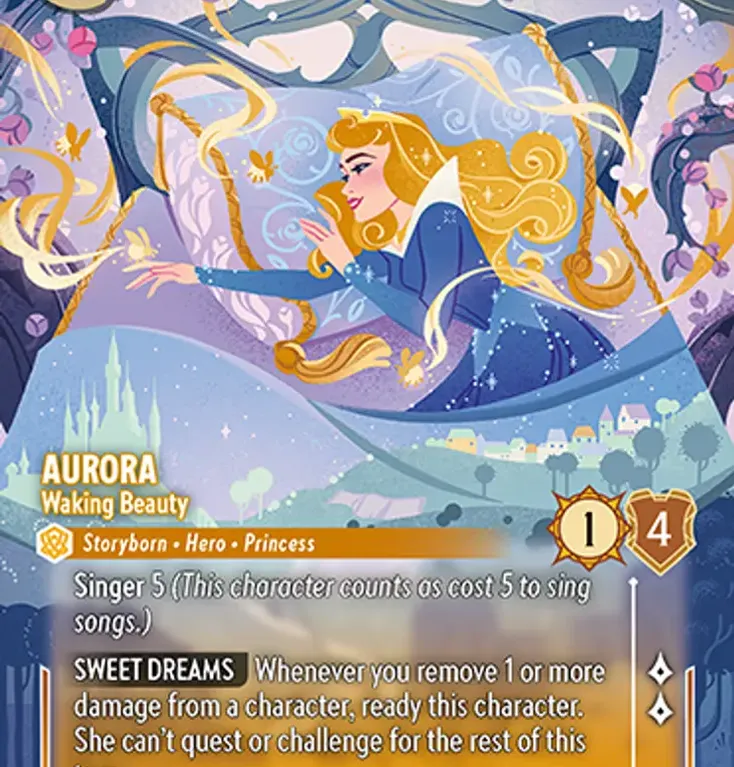 AURORA
Waking Beauty
Storyborn • Hero • Princess
1 4
Singer 5 (This character counts as cost 5 to sing
songs.)
SWEET DREAMS Whenever you remove 1 or more
damage from a character, ready this character.
She can't quest or challenge for the rest of this